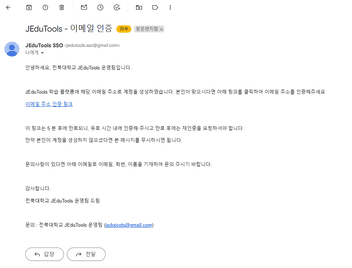 JEduTools - 이메일 인증
외부
받은편지함 ×
JEduTools SSO <jedutools.sso@gmail.com>
나에게
안녕하세요, 전북대학교 JEduTools 운영팀입니다.
JEduTools 학습 플랫폼에 해당 이메일 주소로 계정을 생성하였습니다. 본인이 맞으시다면 아래 링크를 클릭하여 이메일 주소를 인증해주세요
이메일 주소 인증 링크
이 링크는 5 분 후에 만료되니, 유효 시간 내에 인증해 주시고 만료 후에는 재인증을 요청하셔야 합니다.
만약 본인이 계정을 생성하지 않으셨다면 본 메시지를 무시하시면 됩니다.
문의사항이 있다면 아래 이메일로 이메일, 학번, 이름을 기재하여 문의 주시기 바랍니다.
감사합니다.
전북대학교 JEduTools 운영팀 드림
문의 : 전북대학교 JEduTools 운영팀 (jedutools@gmail.com)
답장
전달